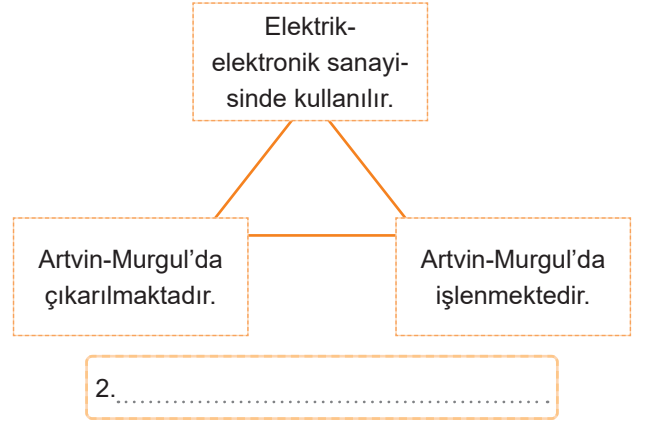 Elektrik-
elektronik sanayi-
sinde kullanılır.
Artvin-Murgul’da
çıkarılmaktadır.
Artvin-Murgul’da
işlenmektedir.
2.